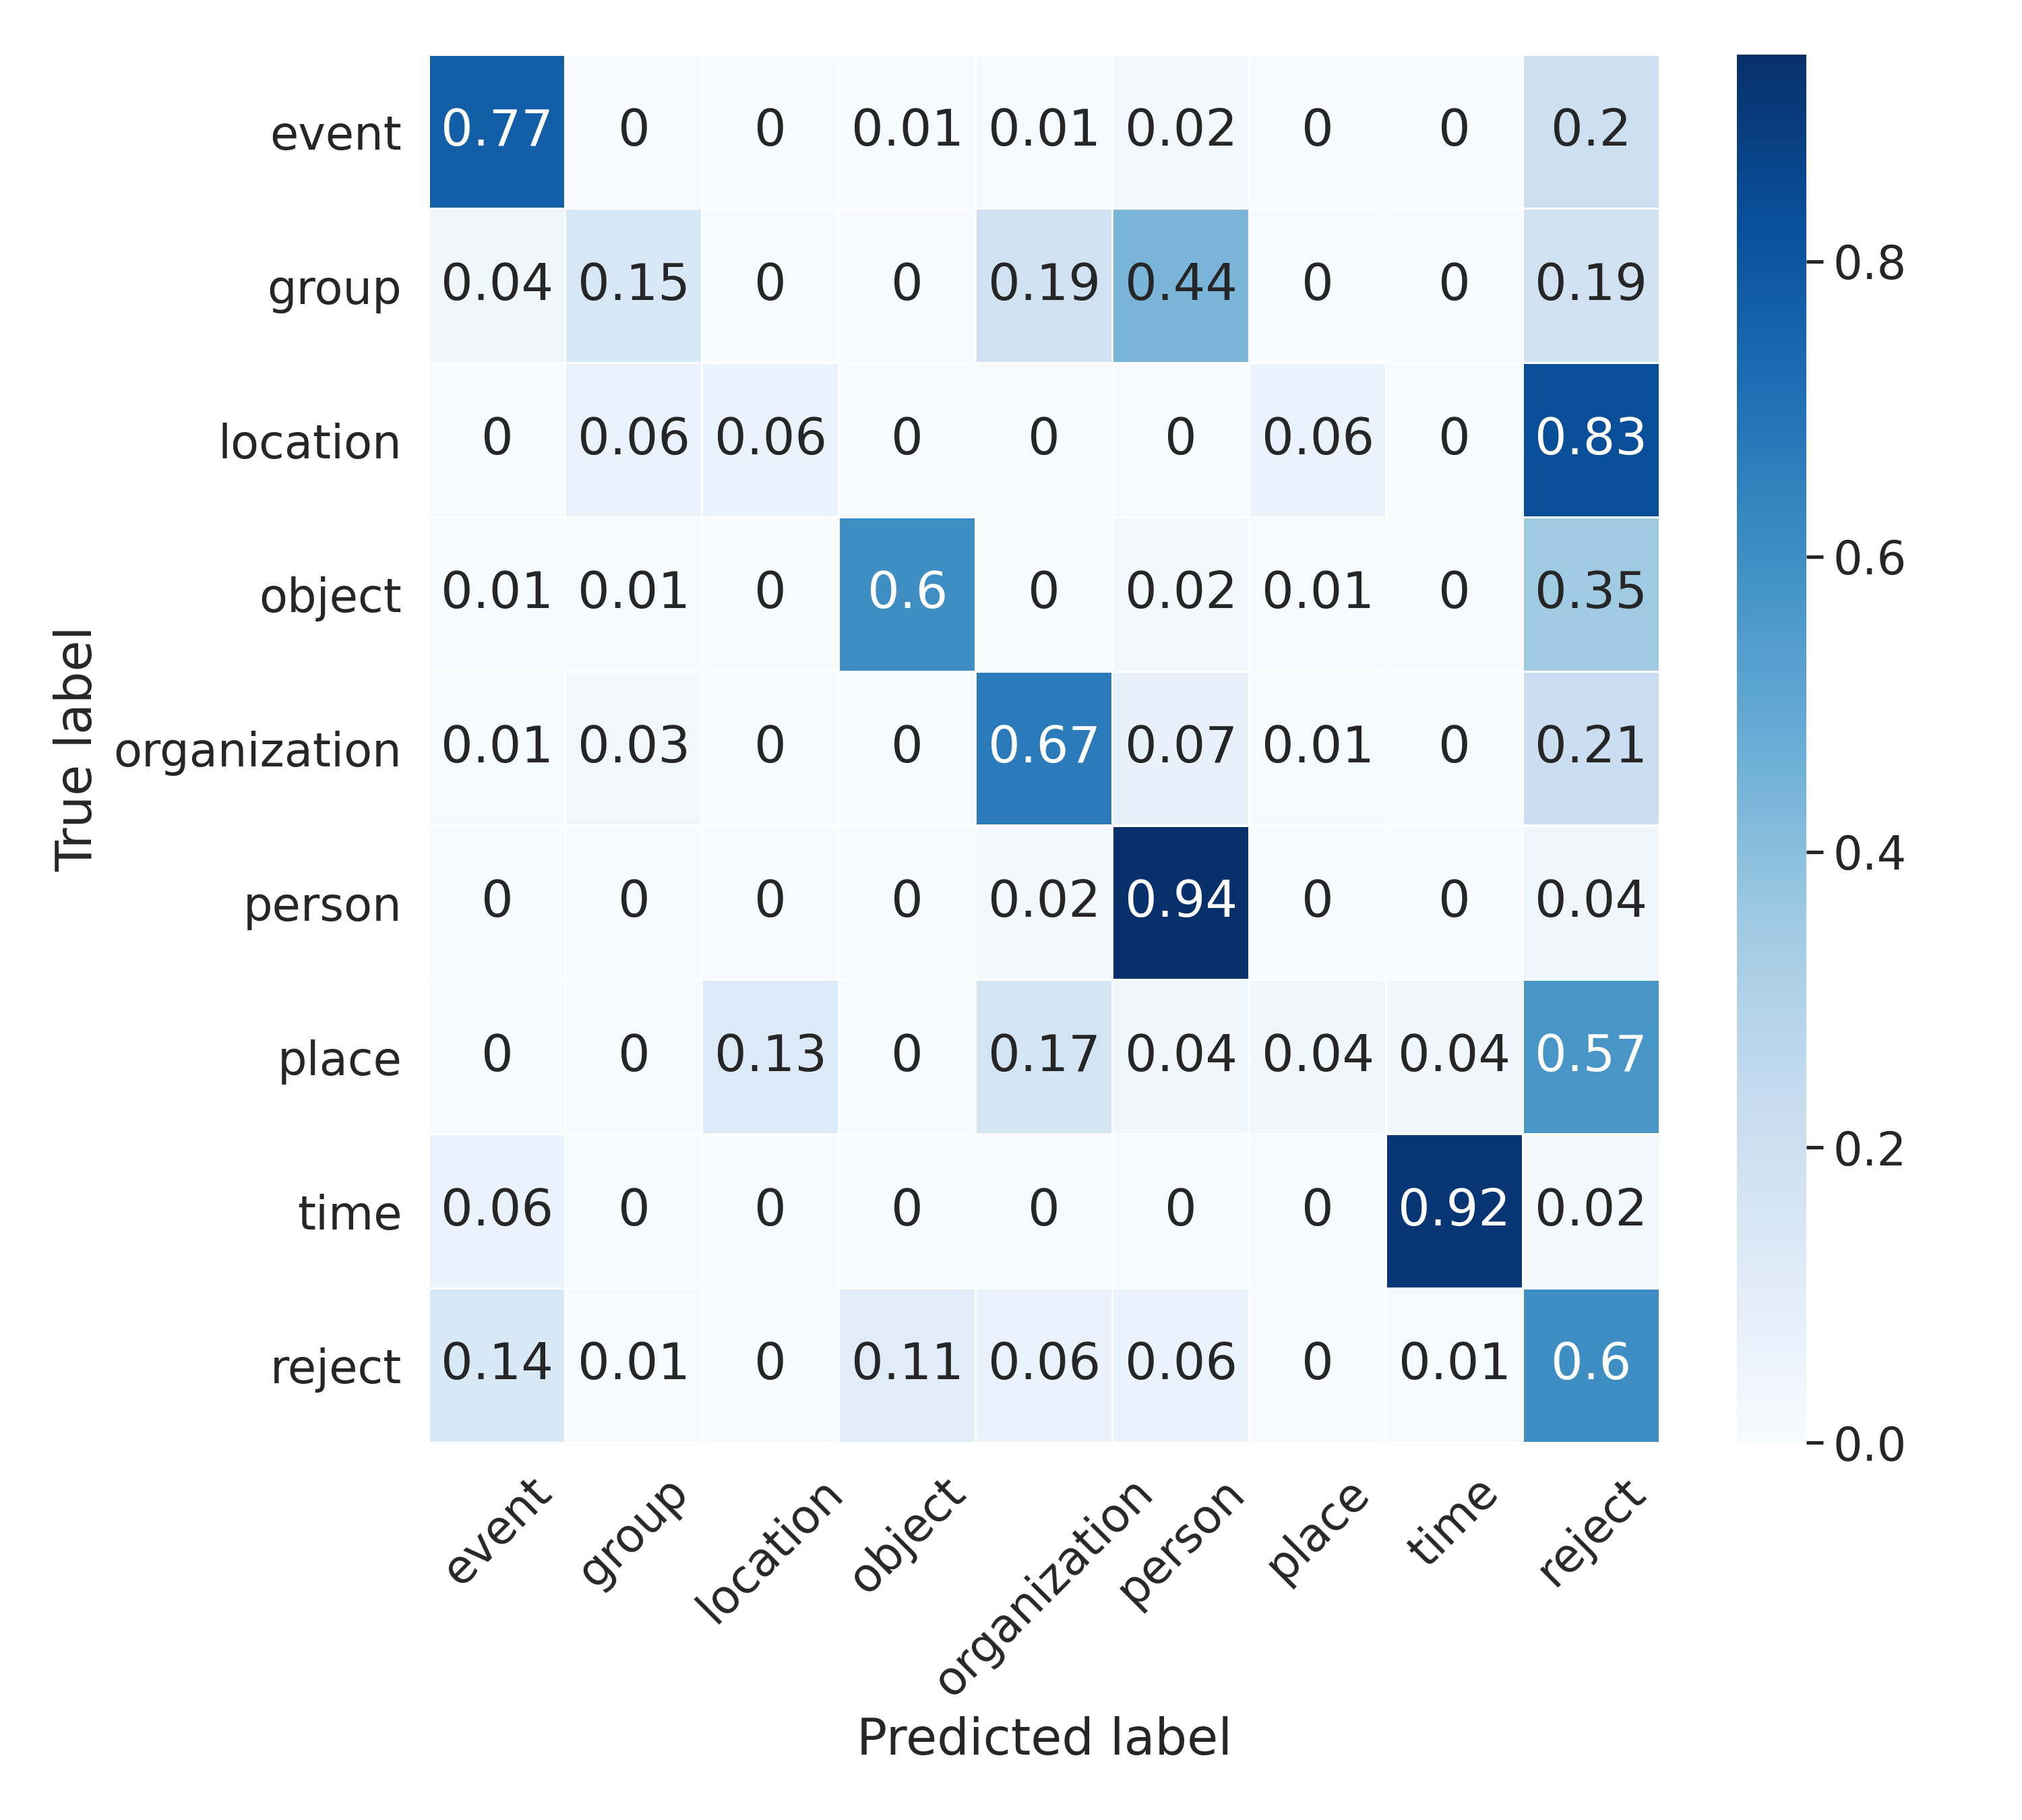 event 0.77 0 0 0.01 0.01 0.02 0 0 0.2
group 0.04 0.15 0 0 0.19 0.44 0 0 0.19
location 0 0.06 0.06 0 0 0 0.06 0 0.83
object 0.01 0.01 0 0.6 0 0.02 0.01 0 0.35
organization 0.01 0.03 0 0 0.67 0.07 0.01 0 0.21
person 0 0 0 0 0.02 0.94 0 0 0.04
place 0 0 0.13 0 0.17 0.04 0.04 0.04 0.57
time 0.06 0 0 0 0 0 0 0.92 0.02
reject 0.14 0.01 0 0.11 0.06 0.06 0 0.01 0.6
True label
event group location object organization person place time reject
Predicted label
0.8
0.6
0.4
0.2
0.0